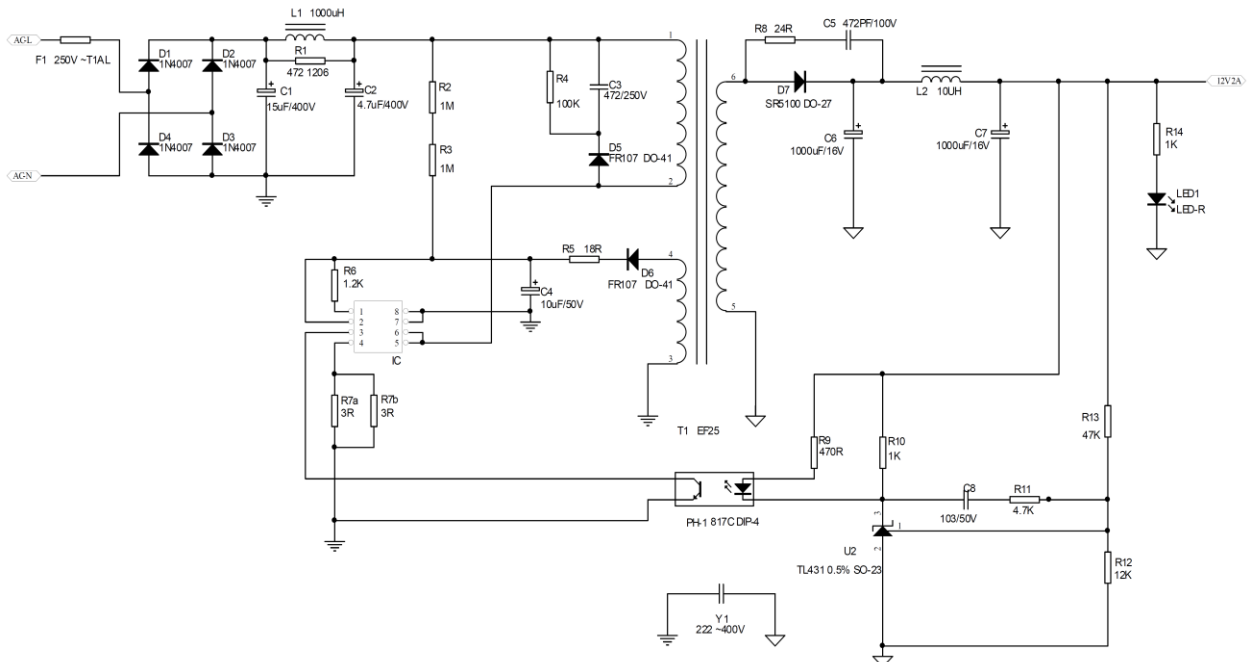 L1 1000uH
AC-L
F1 250V ~T1AL
D1
1N4007
D2
1N4007
R1
472 1206
C1
15uF/400V
C2
4.7uF/400V
D4
1N4007
D3
1N4007
AC-N
R2
1M
R3
1M
R4
100K
C3
472/250V
D5
FR107 DO-41
1
2
R8 24R
C5 472PF/100V
6
D7
SR5100 DO-27
L2 10UH
12V2A
C6
1000uF/16V
C7
1000uF/16V
R14
1K
LED1
LED-R
R5 18R
D6
FR107 DO-41
4
5
3
R6
1.2K
C4
10uF/50V
1
2
3
4
8
7
6
5
IC
R7a
3R
R7b
3R
T1 EF25
R9
470R
R10
1K
R13
47K
PH-1 817C DIP-4
C8
103/50V
R11
4.7K
3
1
2
U2
TL431 0.5% SO-23
R12
12K
Y1
222 ~400V